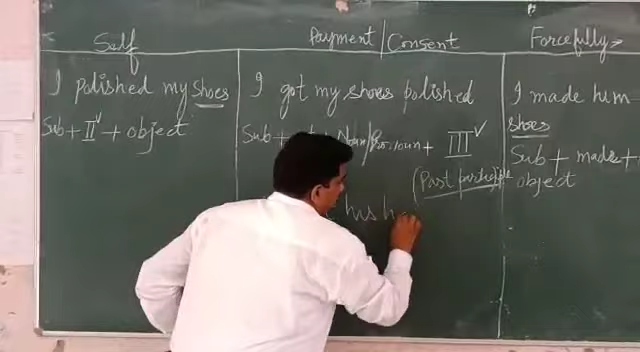 Self
I polished my shoes
Sub + II v + object
Payment / Consent
I got my shoes polished
Sub + Noun/Pronoun + III v
(Past participle
his h
Forcefully
I made him
shoes
Sub + made +
object